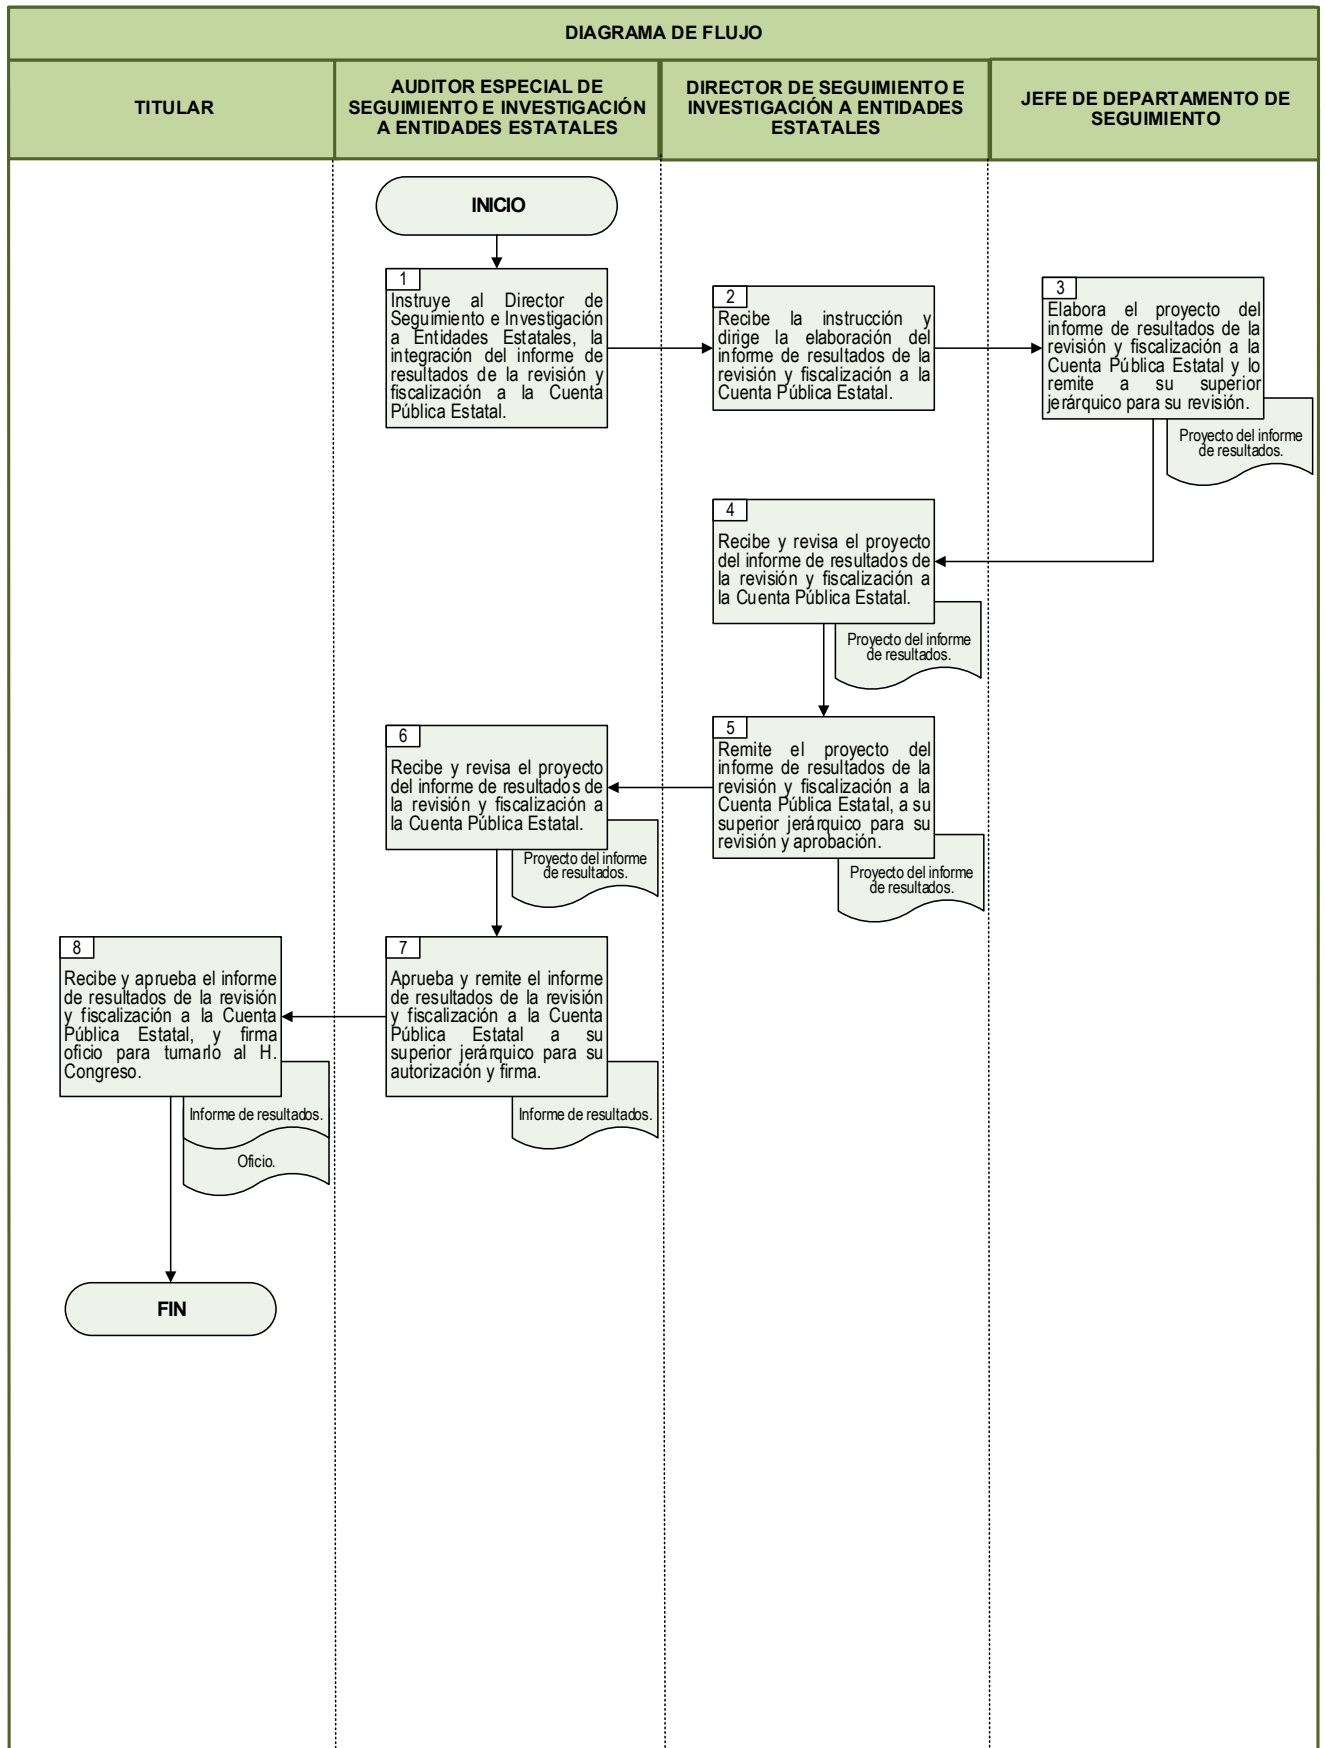 DIAGRAMA DE FLUJO
TITULAR
AUDITOR ESPECIAL DE
SEGUIMIENTO E INVESTIGACIÓN
A ENTIDADES ESTATALES
DIRECTOR DE SEGUIMIENTO E
INVESTIGACIÓN A ENTIDADES
ESTATALES
JEFE DE DEPARTAMENTO DE
SEGUIMIENTO
INICIO
1
Instruye al Director de
Seguimiento e Investigación
a Entidades Estatales, la
integración del informe de
resultados de la revisión y
fiscalización a la Cuenta
Pública Estatal.
2
Recibe la instrucción y
dirige la elaboración del
informe de resultados de la
revisión y fiscalización a la
Cuenta Pública Estatal.
3
Elabora el proyecto del
informe de resultados de la
revisión y fiscalización a la
Cuenta Pública Estatal y lo
remite a su superior
jerárquico para su revisión.
Proyecto del informe
de resultados.
4
Recibe y revisa el proyecto
del informe de resultados de
la revisión y fiscalización a
la Cuenta Pública Estatal.
Proyecto del informe
de resultados.
5
Remite el proyecto del
informe de resultados de la
revisión y fiscalización a la
Cuenta Pública Estatal, a su
superior jerárquico para su
revisión y aprobación.
Proyecto del informe
de resultados.
6
Recibe y revisa el proyecto
del informe de resultados de
la revisión y fiscalización a
la Cuenta Pública Estatal.
Proyecto del informe
de resultados.
7
Aprueba y remite el informe
de resultados de la revisión
y fiscalización a la Cuenta
Pública Estatal a su
superior jerárquico para su
autorización y firma.
Informe de resultados.
8
Recibe y aprueba el informe
de resultados de la revisión
y fiscalización a la Cuenta
Pública Estatal, y firma
oficio para turnarlo al H.
Congreso.
Informe de resultados.
Oficio.
FIN